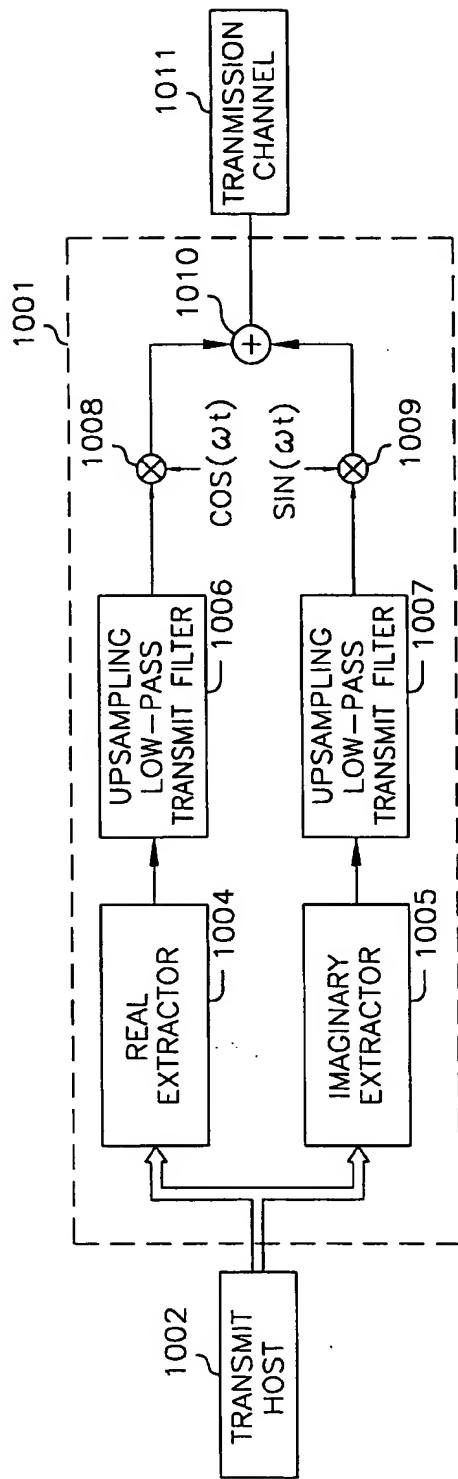 1002
TRANSMIT
HOST
1001
REAL
EXTRACTOR
1004
IMAGINARY
EXTRACTOR
1005
UPSAMPLING
LOW-PASS
TRANSMIT FILTER
1006
UPSAMPLING
LOW-PASS
TRANSMIT FILTER
1007
1008
COS(ωt)
SIN(ωt)
1009
+
1010
1011
TRANMISSION
CHANNEL